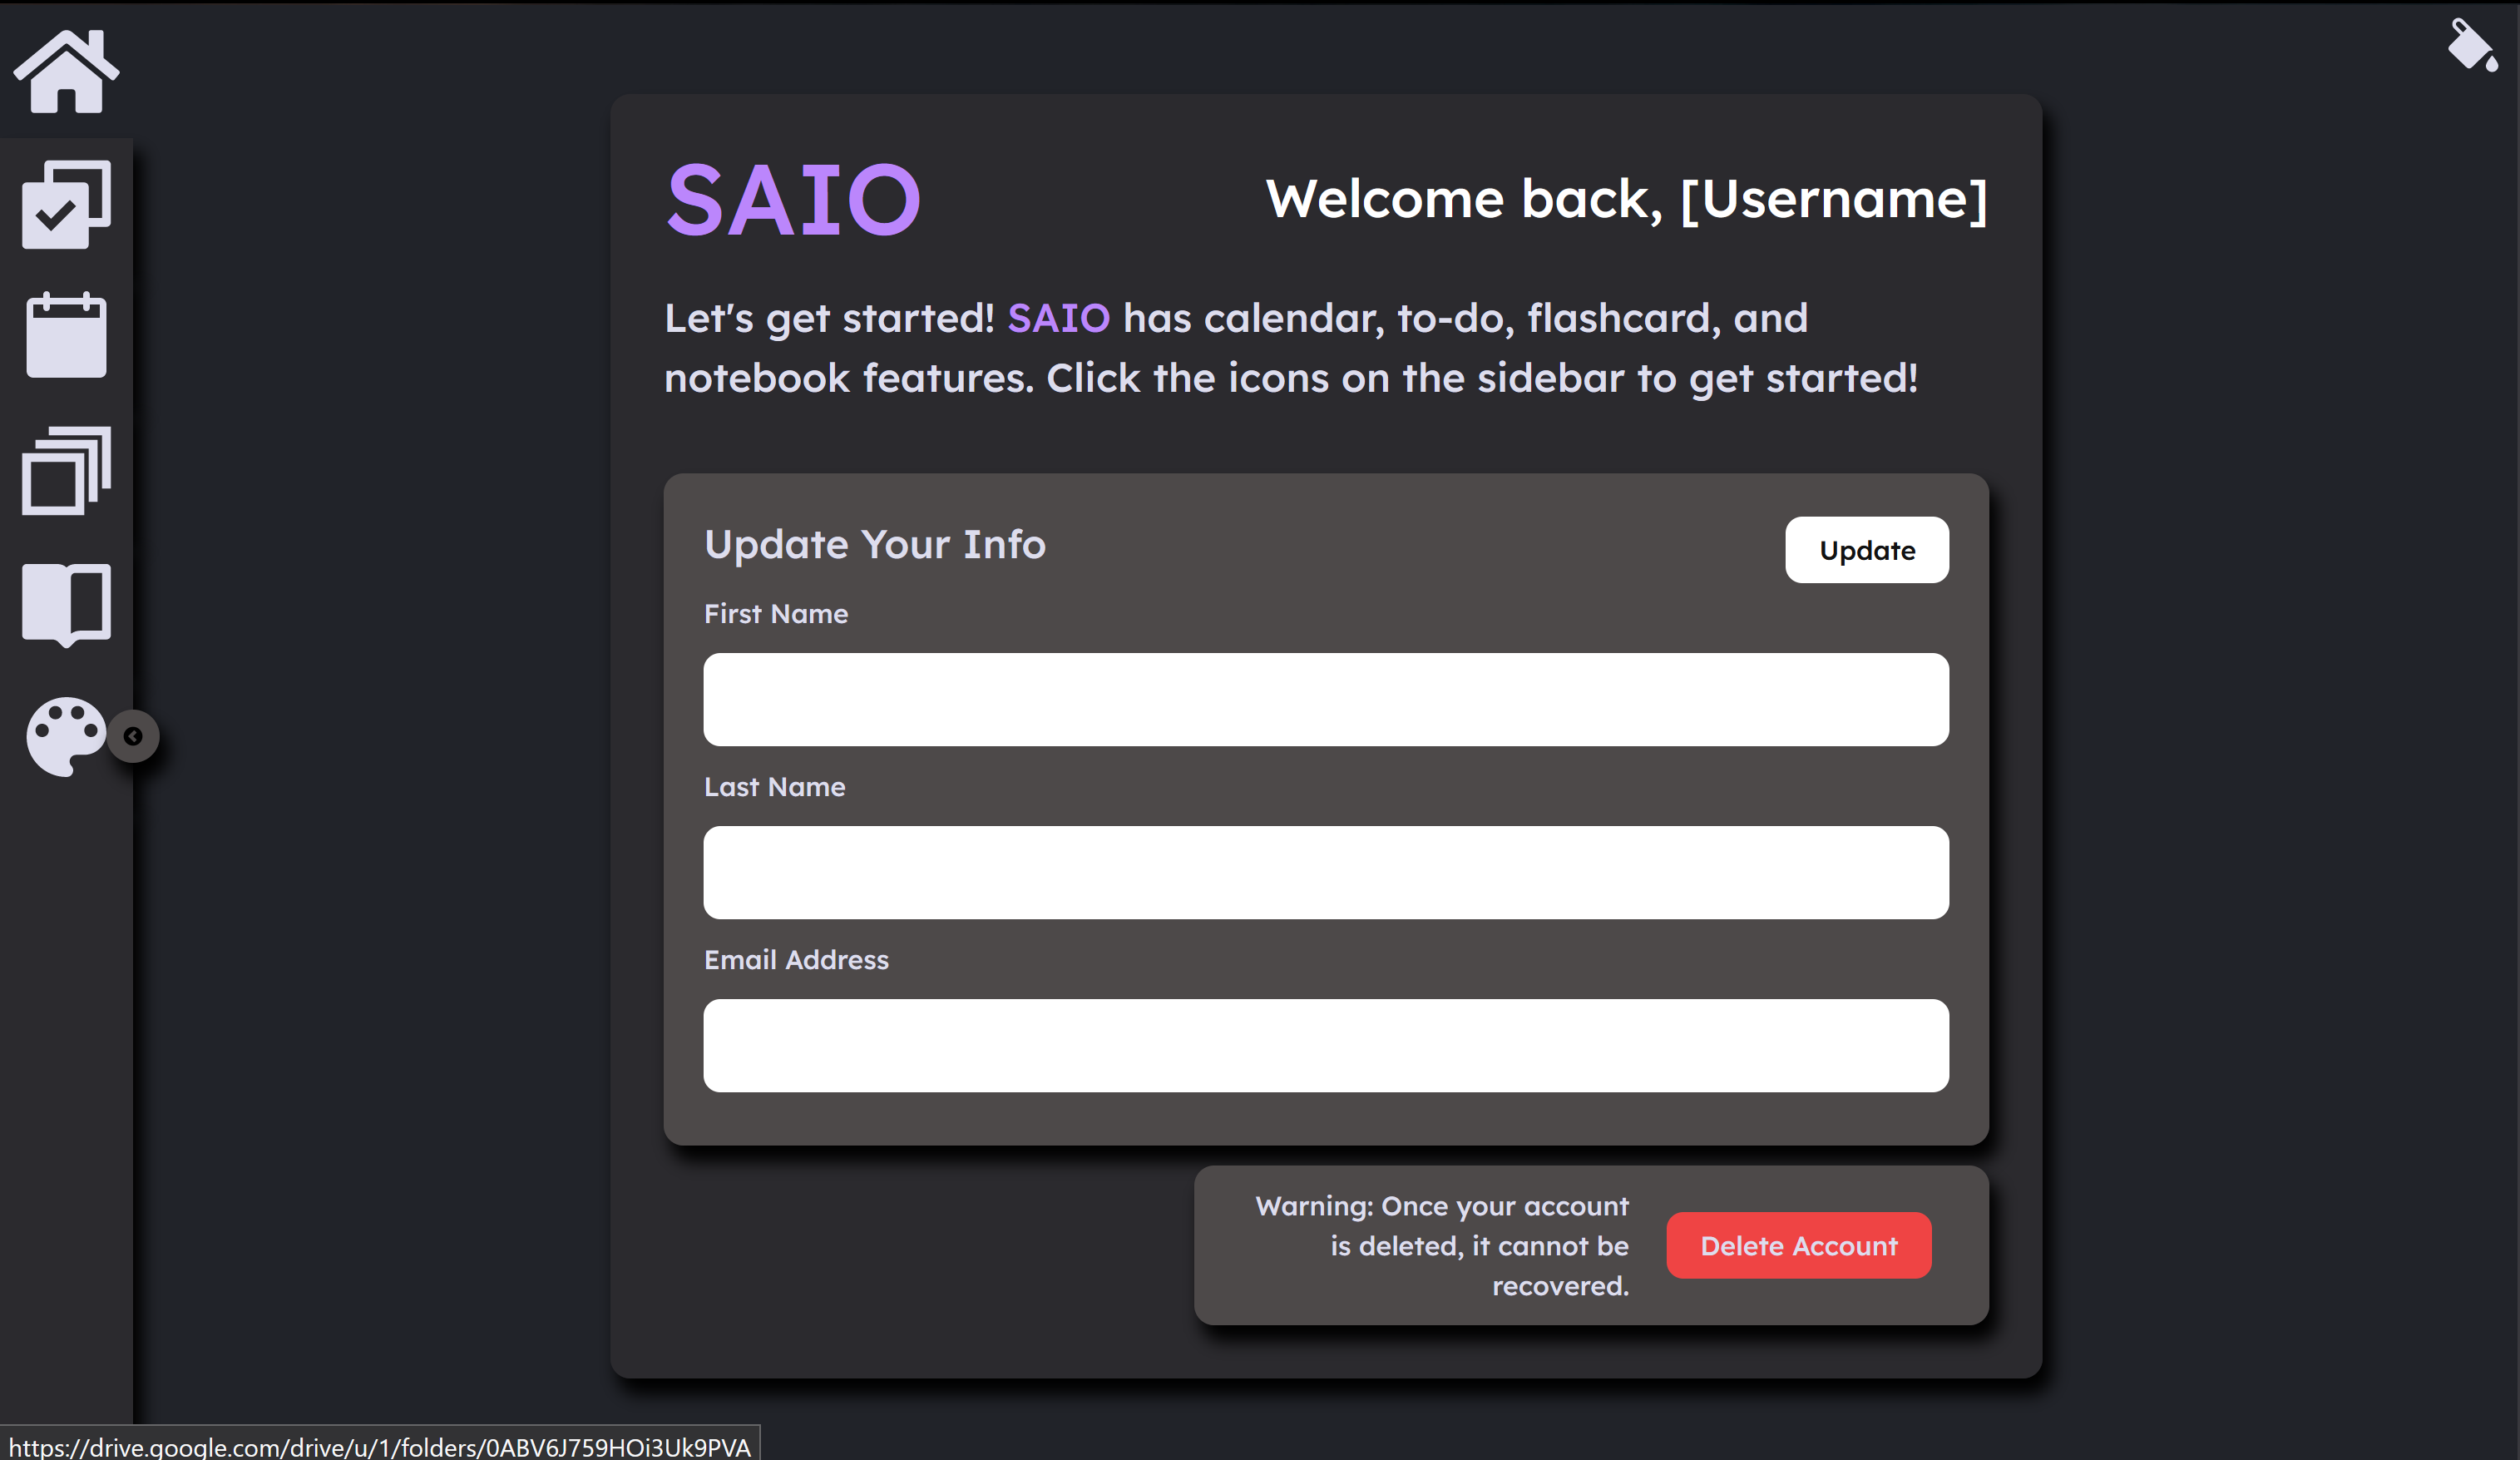 SAIO
Welcome back, [Username]
Let's get started! SAIO has calendar, to-do, flashcard, and
notebook features. Click the icons on the sidebar to get started!
Update Your Info
Update
First Name
Last Name
Email Address
Warning: Once your account
is deleted, it cannot be
recovered.
Delete Account
https://drive.google.com/drive/u/1/folders/0ABV6J759HOi3Uk9PVA